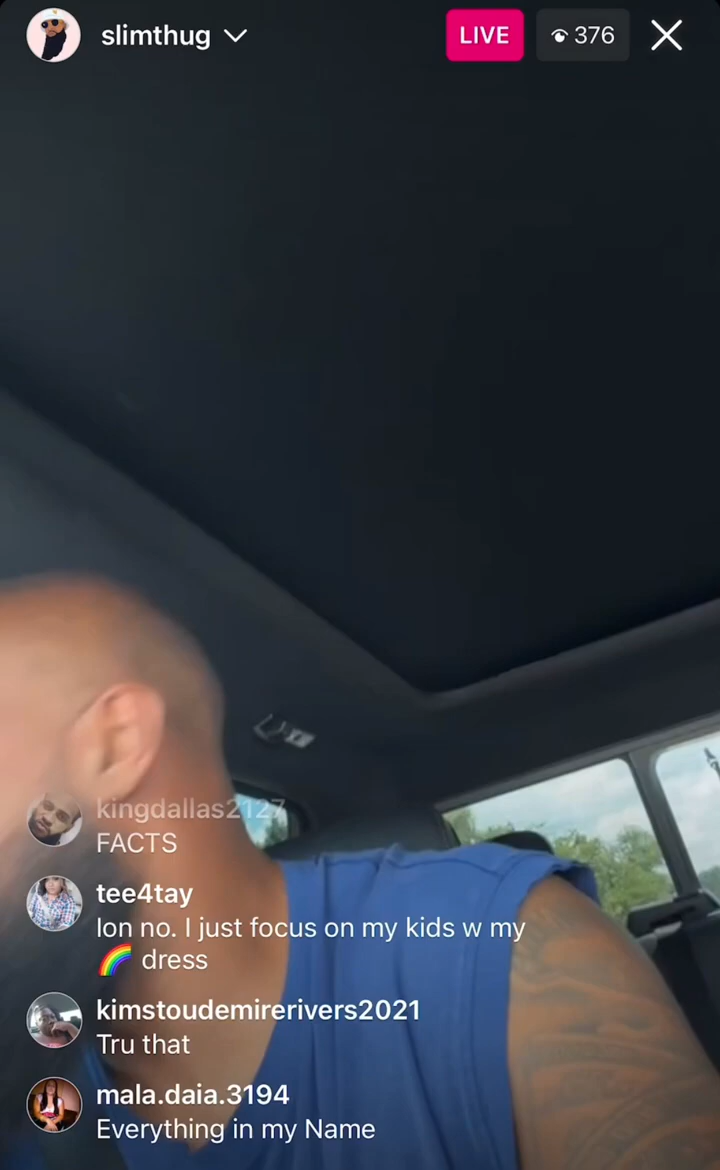 slimthug
LIVE
376
kingdallas2127
FACTS
tee4tay
Ion no. I just focus on my kids w my
🌈 dress
kimstoudemirerivers2021
Tru that
mala.daia.3194
Everything in my Name